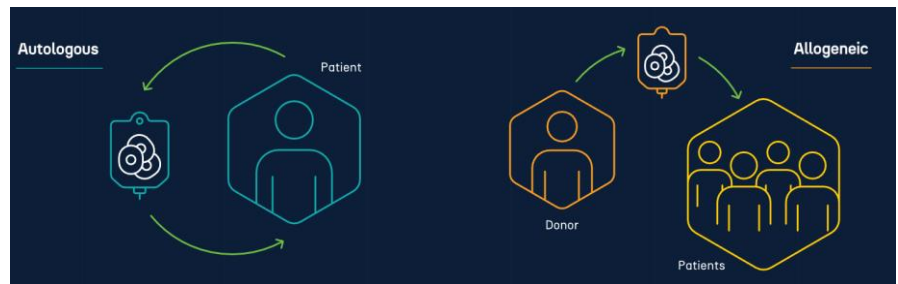 Autologous
Patient
Allogeneic
Donor
Patients